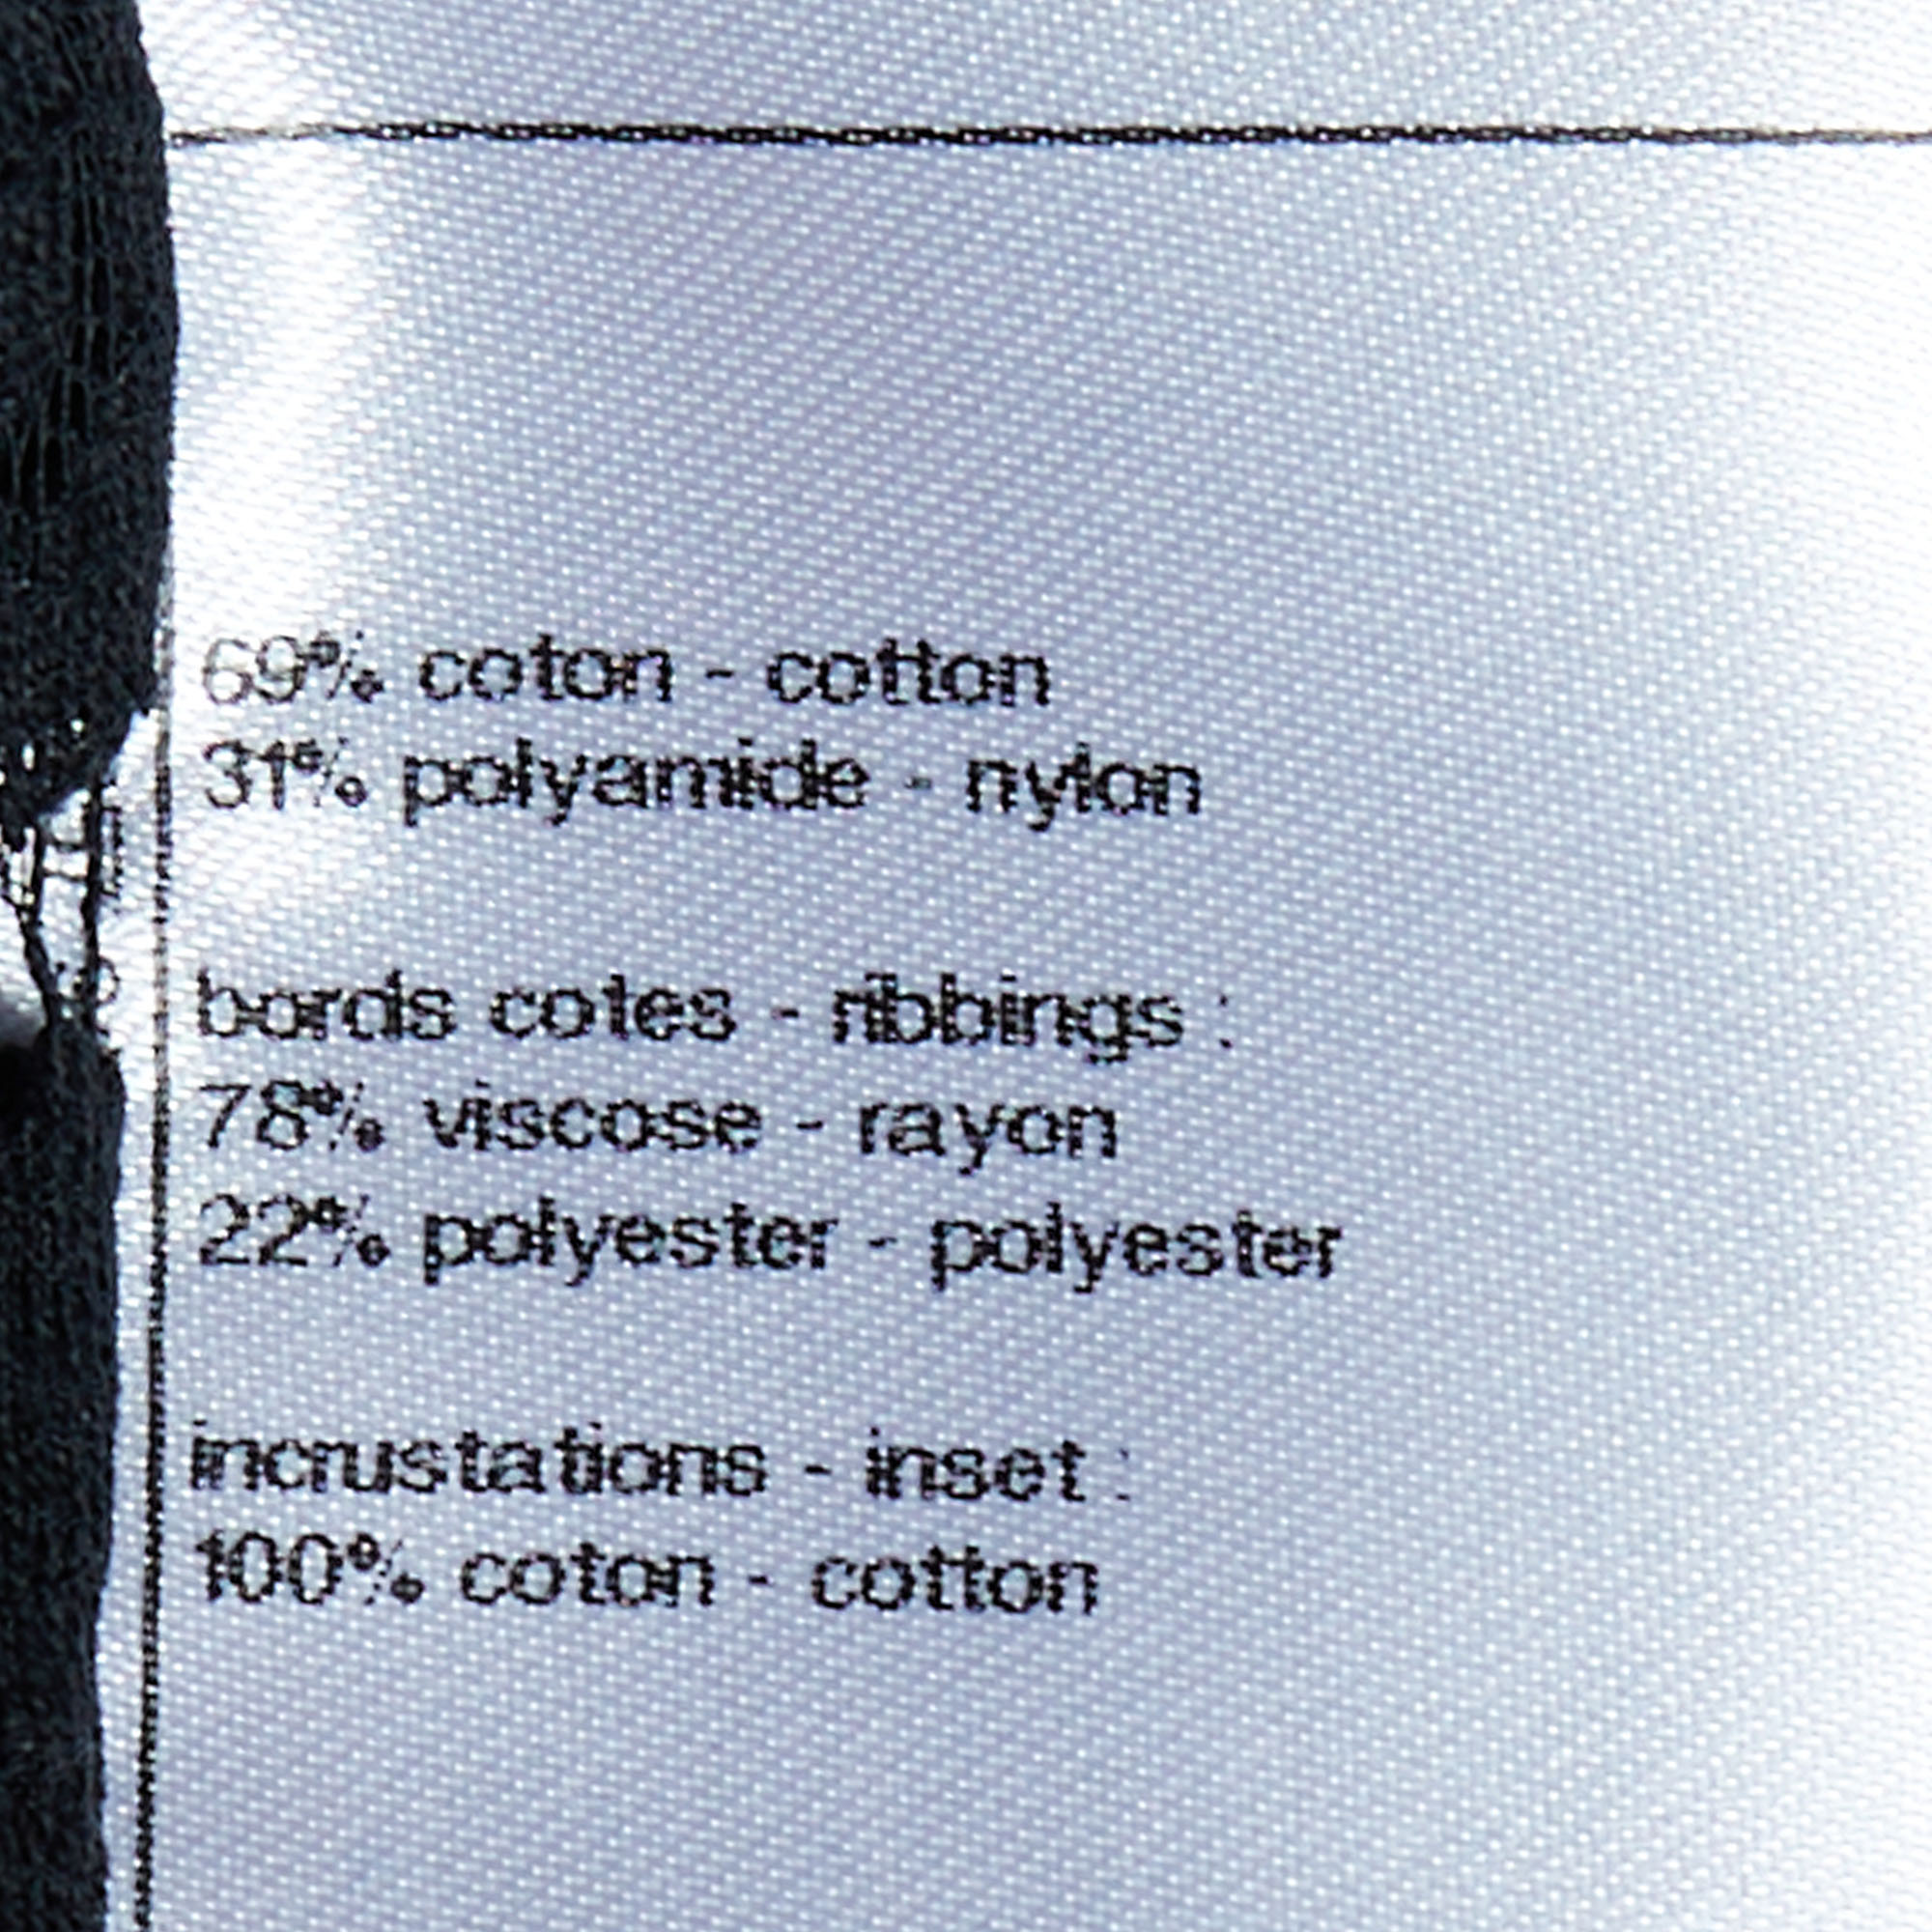 69% coton - cotton
31% polyamide - nylon
bords cotes - ribbings :
78% viscose - rayon
22% polyester - polyester
incrustations - inset :
100% coton - cotton